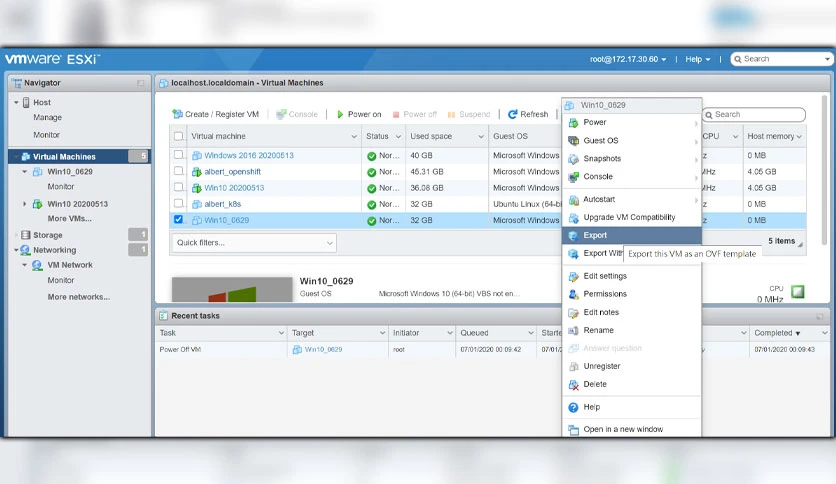 vmware ESXi™
root@172.17.30.60 | Help | Search
Navigator
localhost.localdomain - Virtual Machines
Host
Manage
Monitor
Virtual Machines 5
Win10_0629
Monitor
Win10 20200513
More VMs...
Storage 1
Networking 1
VM Network
Monitor
More networks...
Create / Register VM | Console | Power on Power off Suspend | Refresh | Search
Virtual machine Status Used space Guest OS CPU Host memory
Windows 2016 20200513 Nor... 40 GB Microsoft Windows 0 MB
albert_openshift Nor... 45.31 GB Microsoft Windows MHz 4.05 GB
Win10 20200513 Nor... 36.08 GB Microsoft Windows MHz 4.05 GB
albert_k8s Nor... 32 GB Ubuntu Linux (64-bi 0 MB
Win10_0629 Nor... 32 GB Microsoft Windows 0 MB
Quick filters... 5 items
Win10_0629
Guest OS Microsoft Windows 10 (64-bit) VBS not en...
CPU
0 MHz
Win10_0629
Power
Guest OS
Snapshots
Console
Autostart
Upgrade VM Compatibility
Export
Export With
Export this VM as an OVF template
Edit settings
Permissions
Edit notes
Rename
Answer question
Unregister
Delete
Help
Open in a new window
Recent tasks
Task Target Initiator Queued Starte Completed ▼
Power Off VM Win10_0629 root 07/01/2020 00:09:42 07/01 07/01/2020 00:09:43